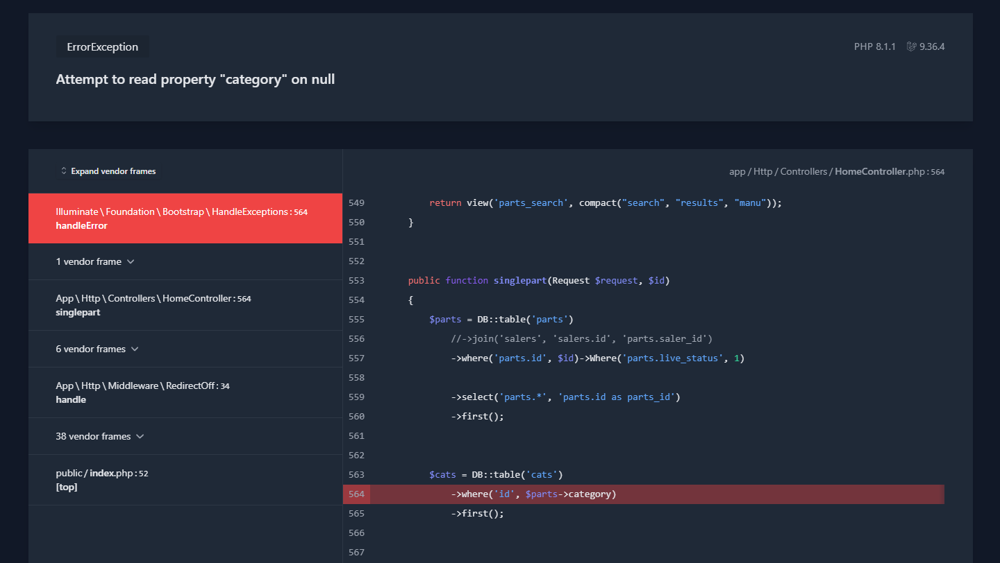 ErrorException
PHP 8.1.1 9.36.4
Attempt to read property "category" on null
Expand vendor frames
Illuminate\Foundation\Bootstrap\HandleExceptions:564
handleError
1 vendor frame
App\Http\Controllers\HomeController:564
singlepart
6 vendor frames
App\Http\Middleware\RedirectOff:34
handle
38 vendor frames
public/index.php:52
[top]
app/Http/Controllers/HomeController.php:564
549 return view('parts_search', compact("search", "results", "manu"));
550 }
551
552
553 public function singlepart(Request $request, $id)
554 {
555 $parts = DB::table('parts')
556 //->join('salers', 'salers.id', 'parts.saler_id')
557 ->where('parts.id', $id)->Where('parts.live_status', 1)
558
559 ->select('parts.*', 'parts.id as parts_id')
560 ->first();
561
562
563 $cats = DB::table('cats')
564 ->where('id', $parts->category)
565 ->first();
566
567